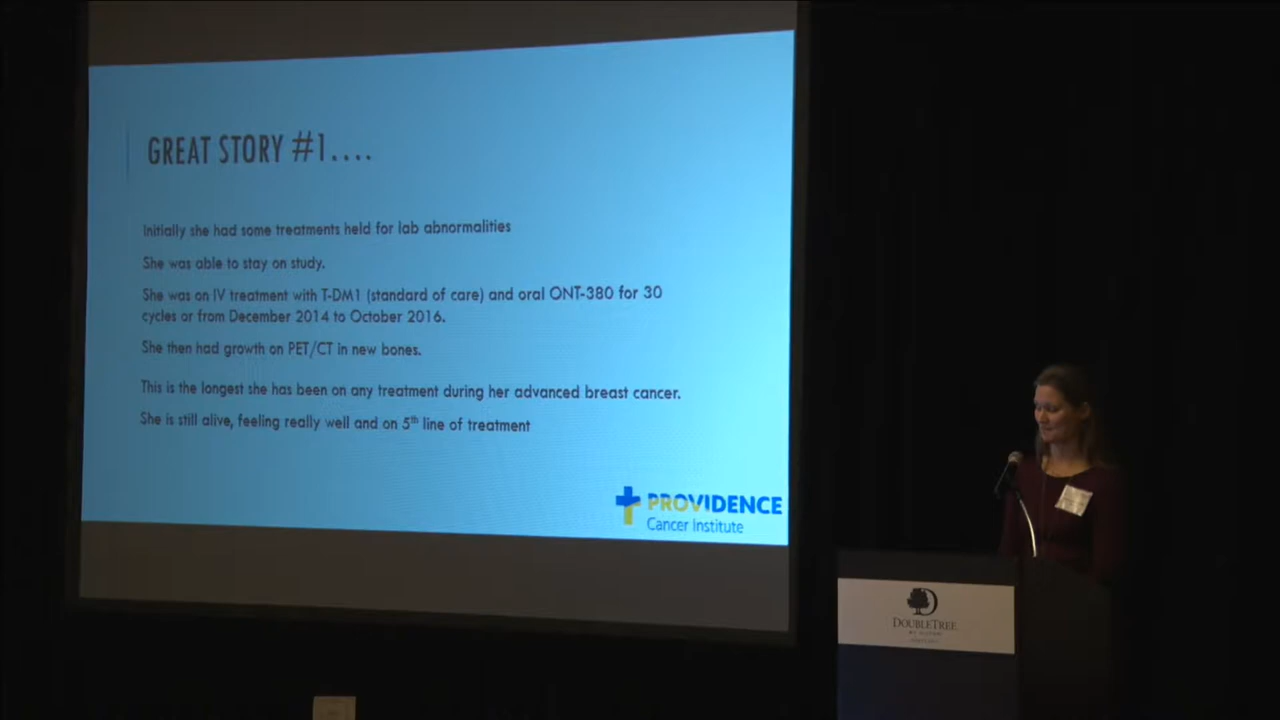 GREAT STORY #1....
Initially she had some treatments held for lab abnormalities
She was able to stay on study.
She was on IV treatment with T-DM1 (standard of care) and oral ONT-380 for 30
cycles or from December 2014 to October 2016.
She then had growth on PET/CT in new bones.
This is the longest she has been on any treatment during her advanced breast cancer.
She is still alive, feeling really well and on 5th line of treatment
PROVIDENCE
Cancer Institute
D
DOUBLETREE
BY HILTON